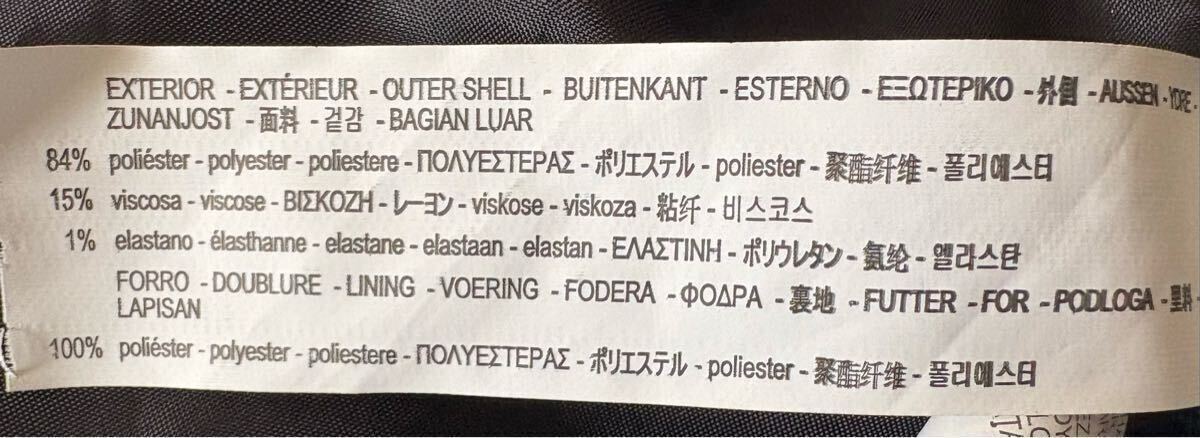 EXTERIOR - EXTÉRIEUR - OUTER SHELL - BUITENKANT - ESTERNO - ΕΞΩΤΕΡΙΚΟ - 外側 - AUSSEN - YDRE -
ZUNANJOST - 面料 - 겉감 - BAGIAN LUAR
84% poliéster - polyester - poliestere - ΠΟΛΥΕΣΤΕΡΑΣ - ポリエステル - poliester - 聚酯纤维 - 폴리에스터
15% viscosa - viscose - ΒΙΣΚΟΖΗ - レーヨン - viskose - viskoza - 粘纤 - 비스코스
1% elastano - élasthanne - elastane - elastaan - elastan - ΕΛΑΣΤΙΝΗ - ポリウレタン - 氨纶 - 엘라스탄
FORRO - DOUBLURE - LINING - VOERING - FODERA - ΦΟΔΡΑ - 裏地 - FUTTER - FOR - PODLOGA - 里料
LAPISAN
100% poliéster - polyester - poliestere - ΠΟΛΥΕΣΤΕΡΑΣ - ポリエステル - poliester - 聚酯纤维 - 폴리에스터